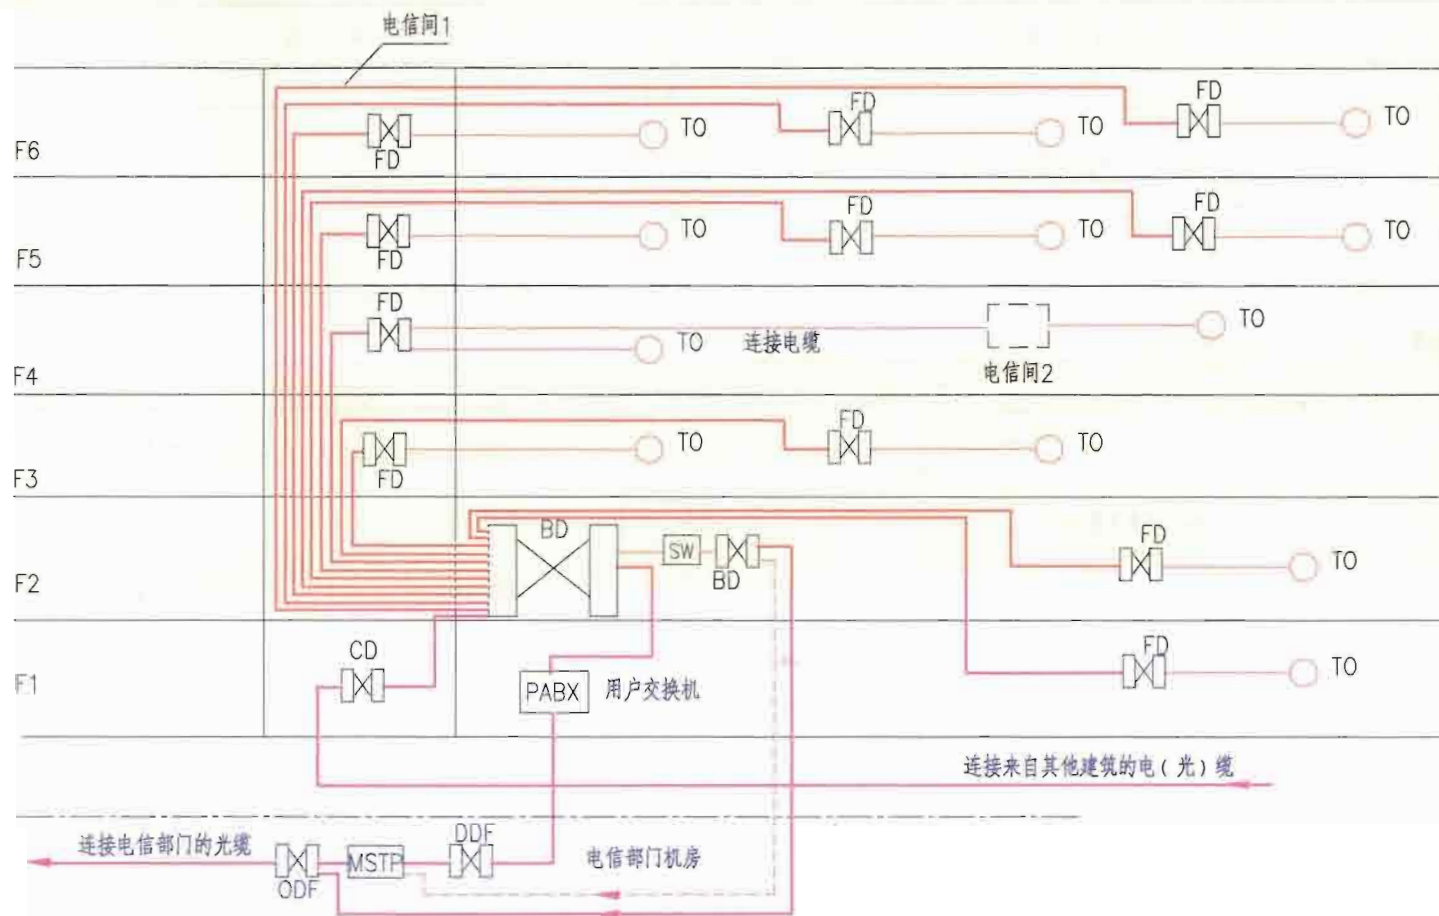 电信间1
FD
FD
TO
FD
TO
TO
F6
FD
FD
FD
TO
TO
TO
F5
FD
FD
TO
连接电缆
TO
电信间2
F4
FD
FD
TO
TO
F3
BD
SW
BD
FD
TO
F2
CD
PABX
用户交换机
FD
TO
F1
连接来自其他建筑的电(光)缆
连接电信部门的光缆
ODF
MSTP
DDF
电信部门机房